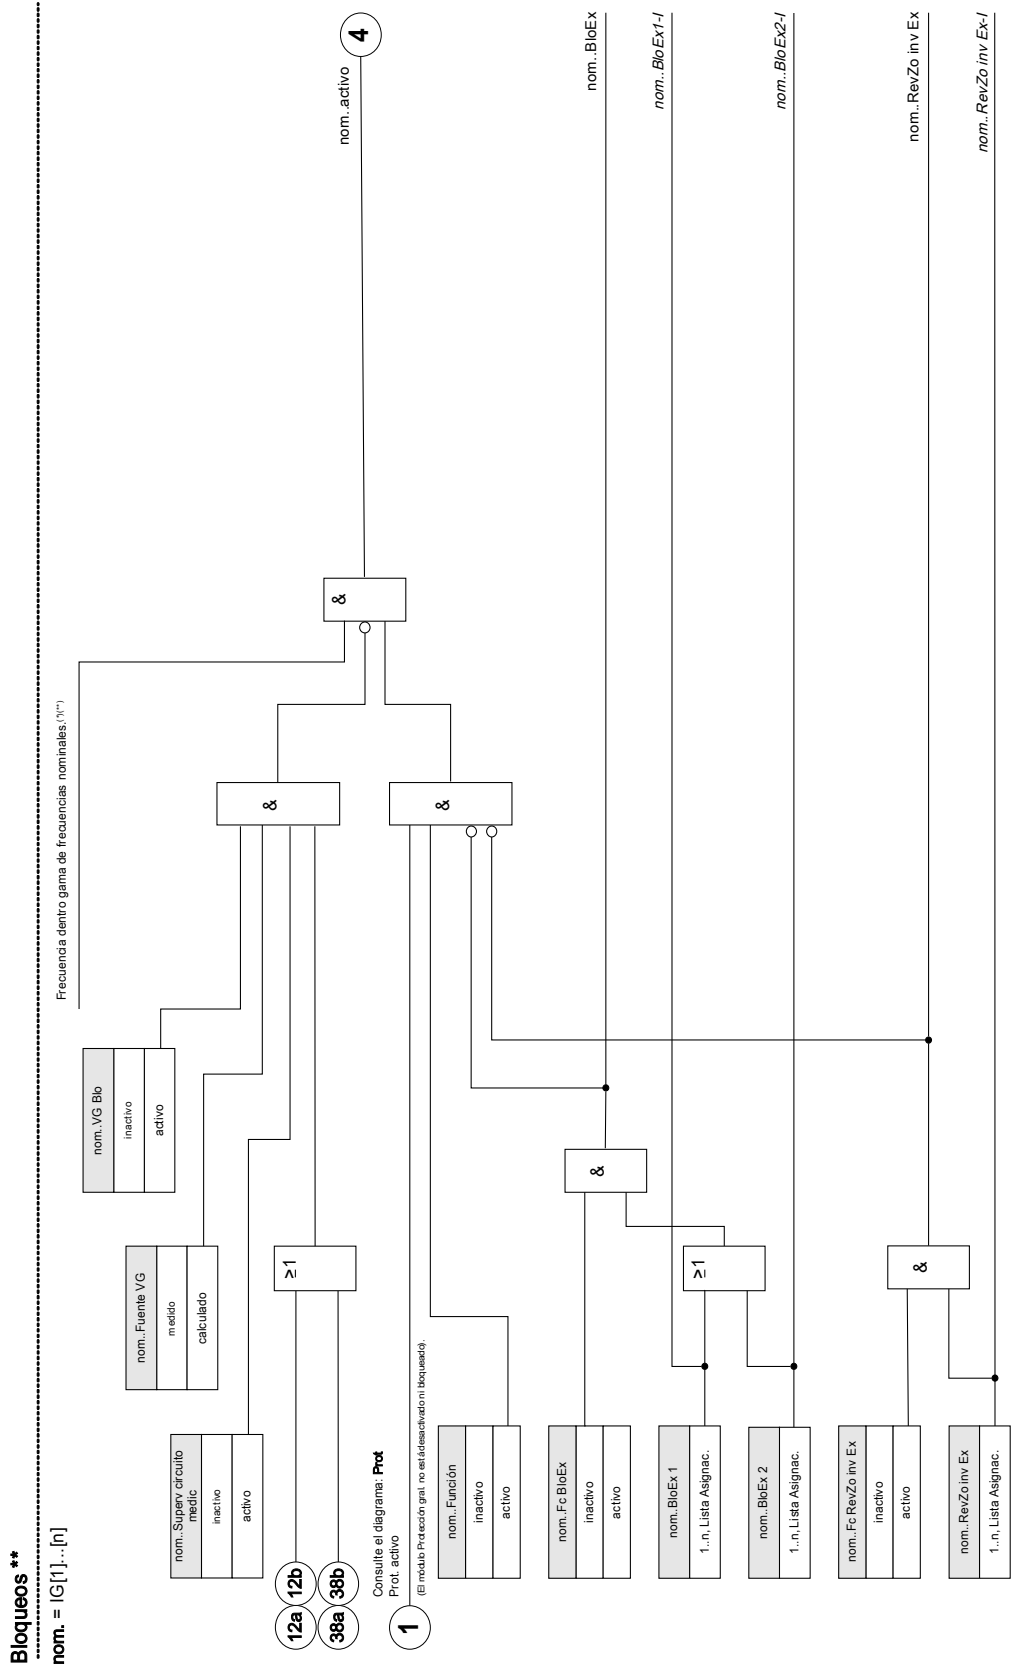 Bloqueos **
nom. = IG[1]...[n]
Frecuencia dentro gama de frecuencias nominales.(*)(**)
nom..VG Blo
inactivo
activo
nom..Fuente VG
medido
calculado
nom..Superv circuito
medic
inactivo
activo
12a
12b
38a
38b
≥1
&
&
&
nom..activo
4
Consulte el diagrama: Prot
Prot. activo
(El módulo Protección gral. no está desactivado ni bloqueado).
1
nom..Función
inactivo
activo
nom..Fc BloEx
inactivo
activo
&
nom..BloEx
nom..BloEx 1
1..n, Lista Asignac.
≥1
nom..BloEx1-I
nom..BloEx 2
1..n, Lista Asignac.
nom..BloEx2-I
nom..Fc RevZo inv Ex
inactivo
activo
&
nom..RevZo inv Ex
nom..RevZo inv Ex
1..n, Lista Asignac.
nom..RevZo inv Ex-I